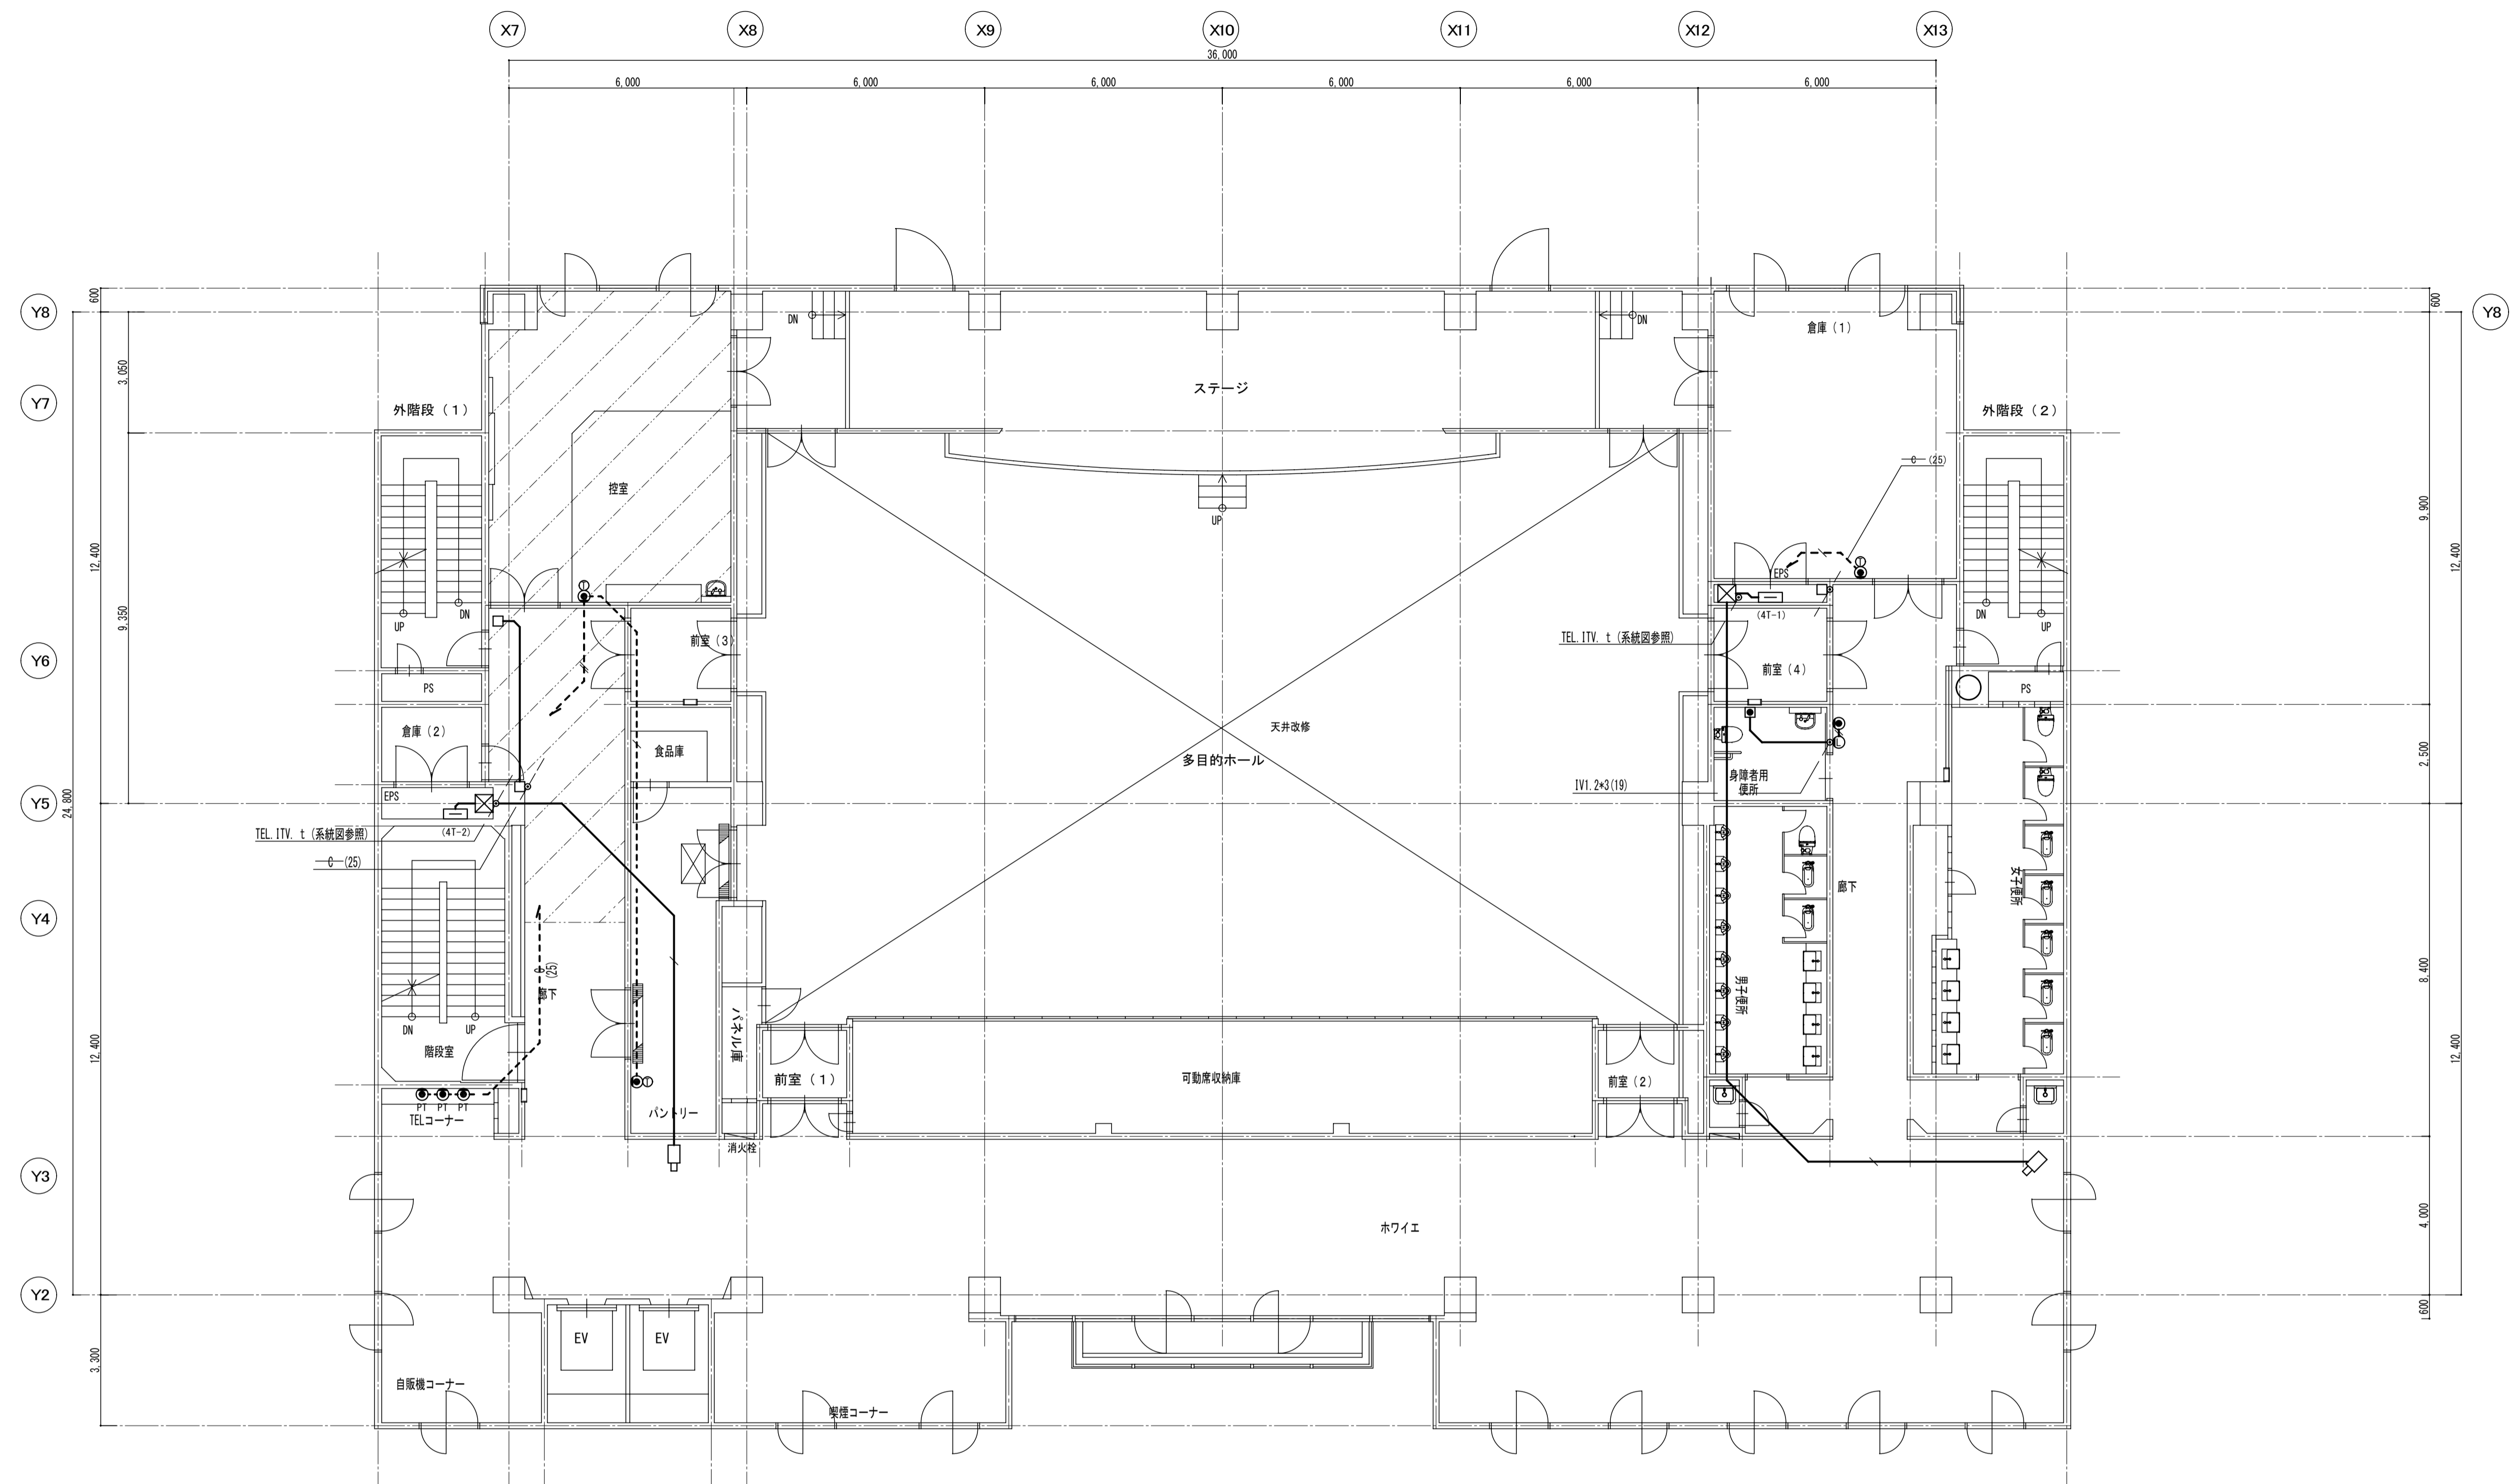 X7
X8
X9
X10
X11
X12
X13
36,000
6,000
6,000
6,000
6,000
6,000
6,000
600
Y8
DN
DN
倉庫（1）
600
Y8
3,050
ステージ
Y7
外階段（1）
外階段（2）
控室
C (25)
UP
9,900
12,400
12,400
EPS
9,350
DN
UP
DN
UP
(4T-1)
前室（3）
TEL.ITV. t (系統図参照)
Y6
前室（4）
PS
PS
倉庫（2）
天井改修
食品庫
多目的ホール
2,500
身障者用
便所
IV1.2*3(19)
EPS
Y5
24,800
(4T-2)
TEL.ITV. t (系統図参照)
C (25)
廊下
女子便所
Y4
C (25)
廊下
男子便所
8,400
DN
UP
パネル庫
階段室
12,400
12,400
前室（1）
可動席収納庫
前室（2）
PT
PT
PT
TELコーナー
パントリー
消火栓
Y3
ホワイエ
4,000
Y2
600
EV
EV
3,300
自販機コーナー
喫煙コーナー